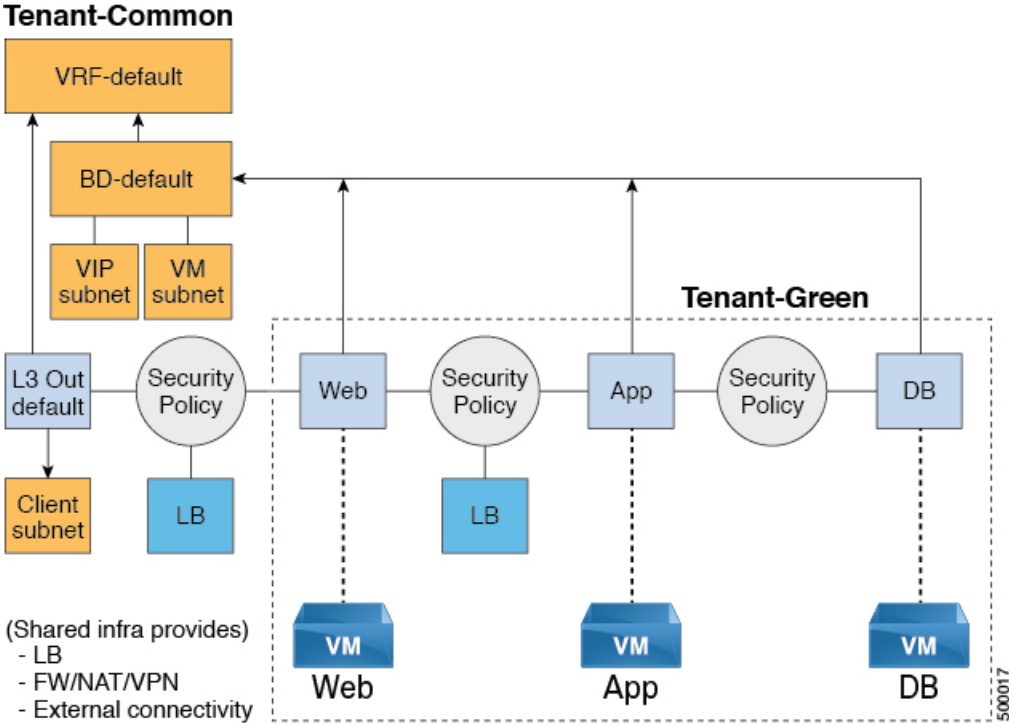 Tenant-Common
VRF-default
BD-default
VIP
subnet
VM
subnet
Tenant-Green
L3 Out
default
Security
Policy
Web
Security
Policy
App
Security
Policy
DB
Client
subnet
LB
LB
(Shared infra provides)
- LB
- FW/NAT/VPN
- External connectivity
VM
Web
VM
App
VM
DB
500017